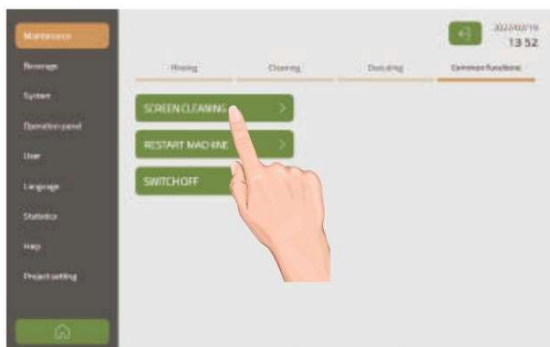 Maintenance
2022/02/19
13 52
Beverage
Rinsing
Cleaning
Descaling
Common functions
System
SCREEN CLEANING
Operation panel
RESTART MACHINE
User
SWITCH OFF
Language
Statistics
Help
Project setting